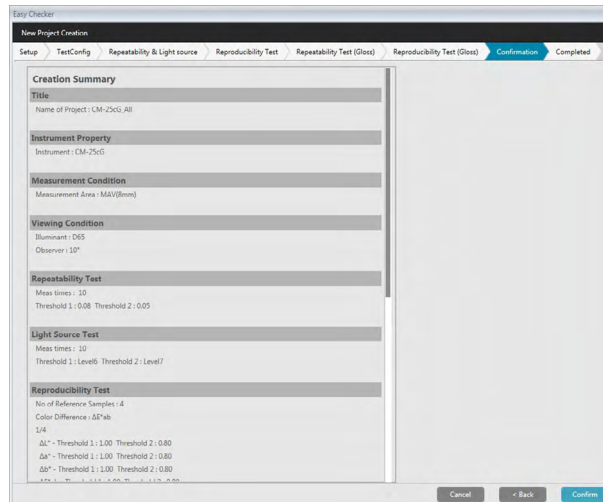 Easy Checker
New Project Creation
Setup TestConfig Repeatability & Light source Reproducibility Test Repeatability Test (Gloss) Reproducibility Test (Gloss) Confirmation Completed
Creation Summary
Title
Name of Project : CM-25cG_All
Instrument Property
Instrument : CM-25cG
Measurement Condition
Measurement Area : MAV(8mm)
Viewing Condition
Illuminant : D65
Observer : 10°
Repeatability Test
Meas times : 10
Threshold 1 : 0.08 Threshold 2 : 0.05
Light Source Test
Meas times : 10
Threshold 1 : Level6 Threshold 2 : Level7
Reproducibility Test
No of Reference Samples : 4
Color Difference : ΔE*ab
1/4
ΔL* - Threshold 1 : 1.00 Threshold 2 : 0.80
Δa* - Threshold 1 : 1.00 Threshold 2 : 0.80
Δb* - Threshold 1 : 1.00 Threshold 2 : 0.80
Cancel < Back Confirm